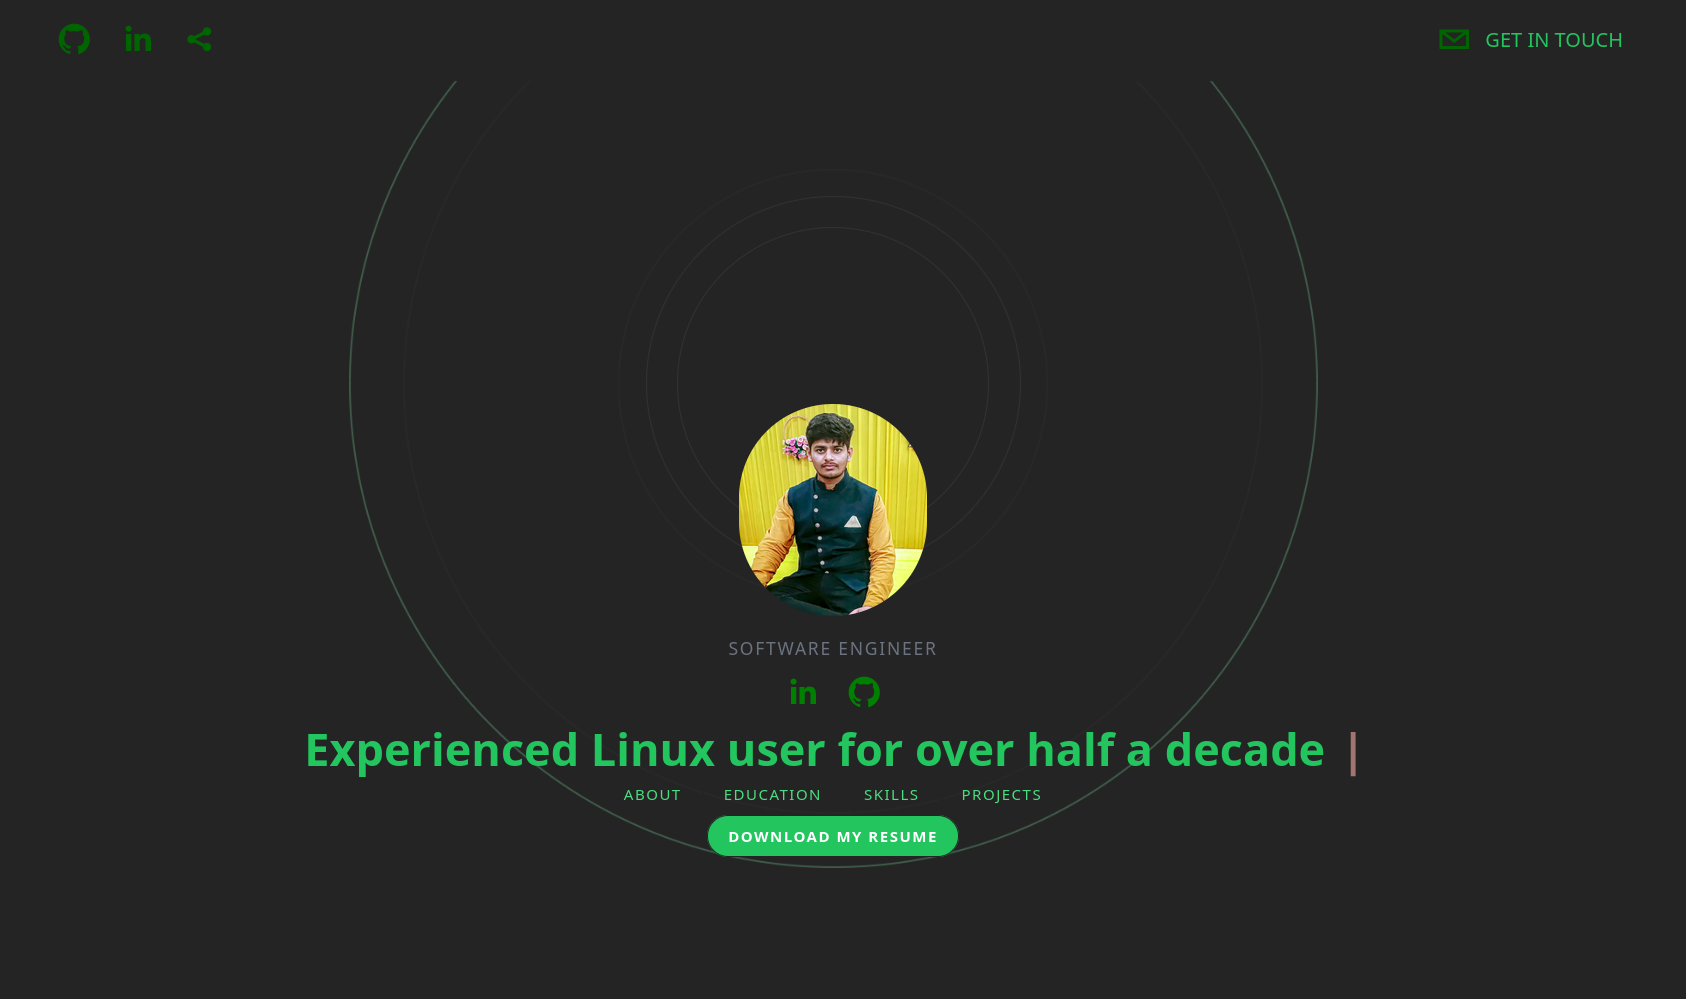 GET IN TOUCH
SOFTWARE ENGINEER
Experienced Linux user for over half a decade |
ABOUT EDUCATION SKILLS PROJECTS
DOWNLOAD MY RESUME